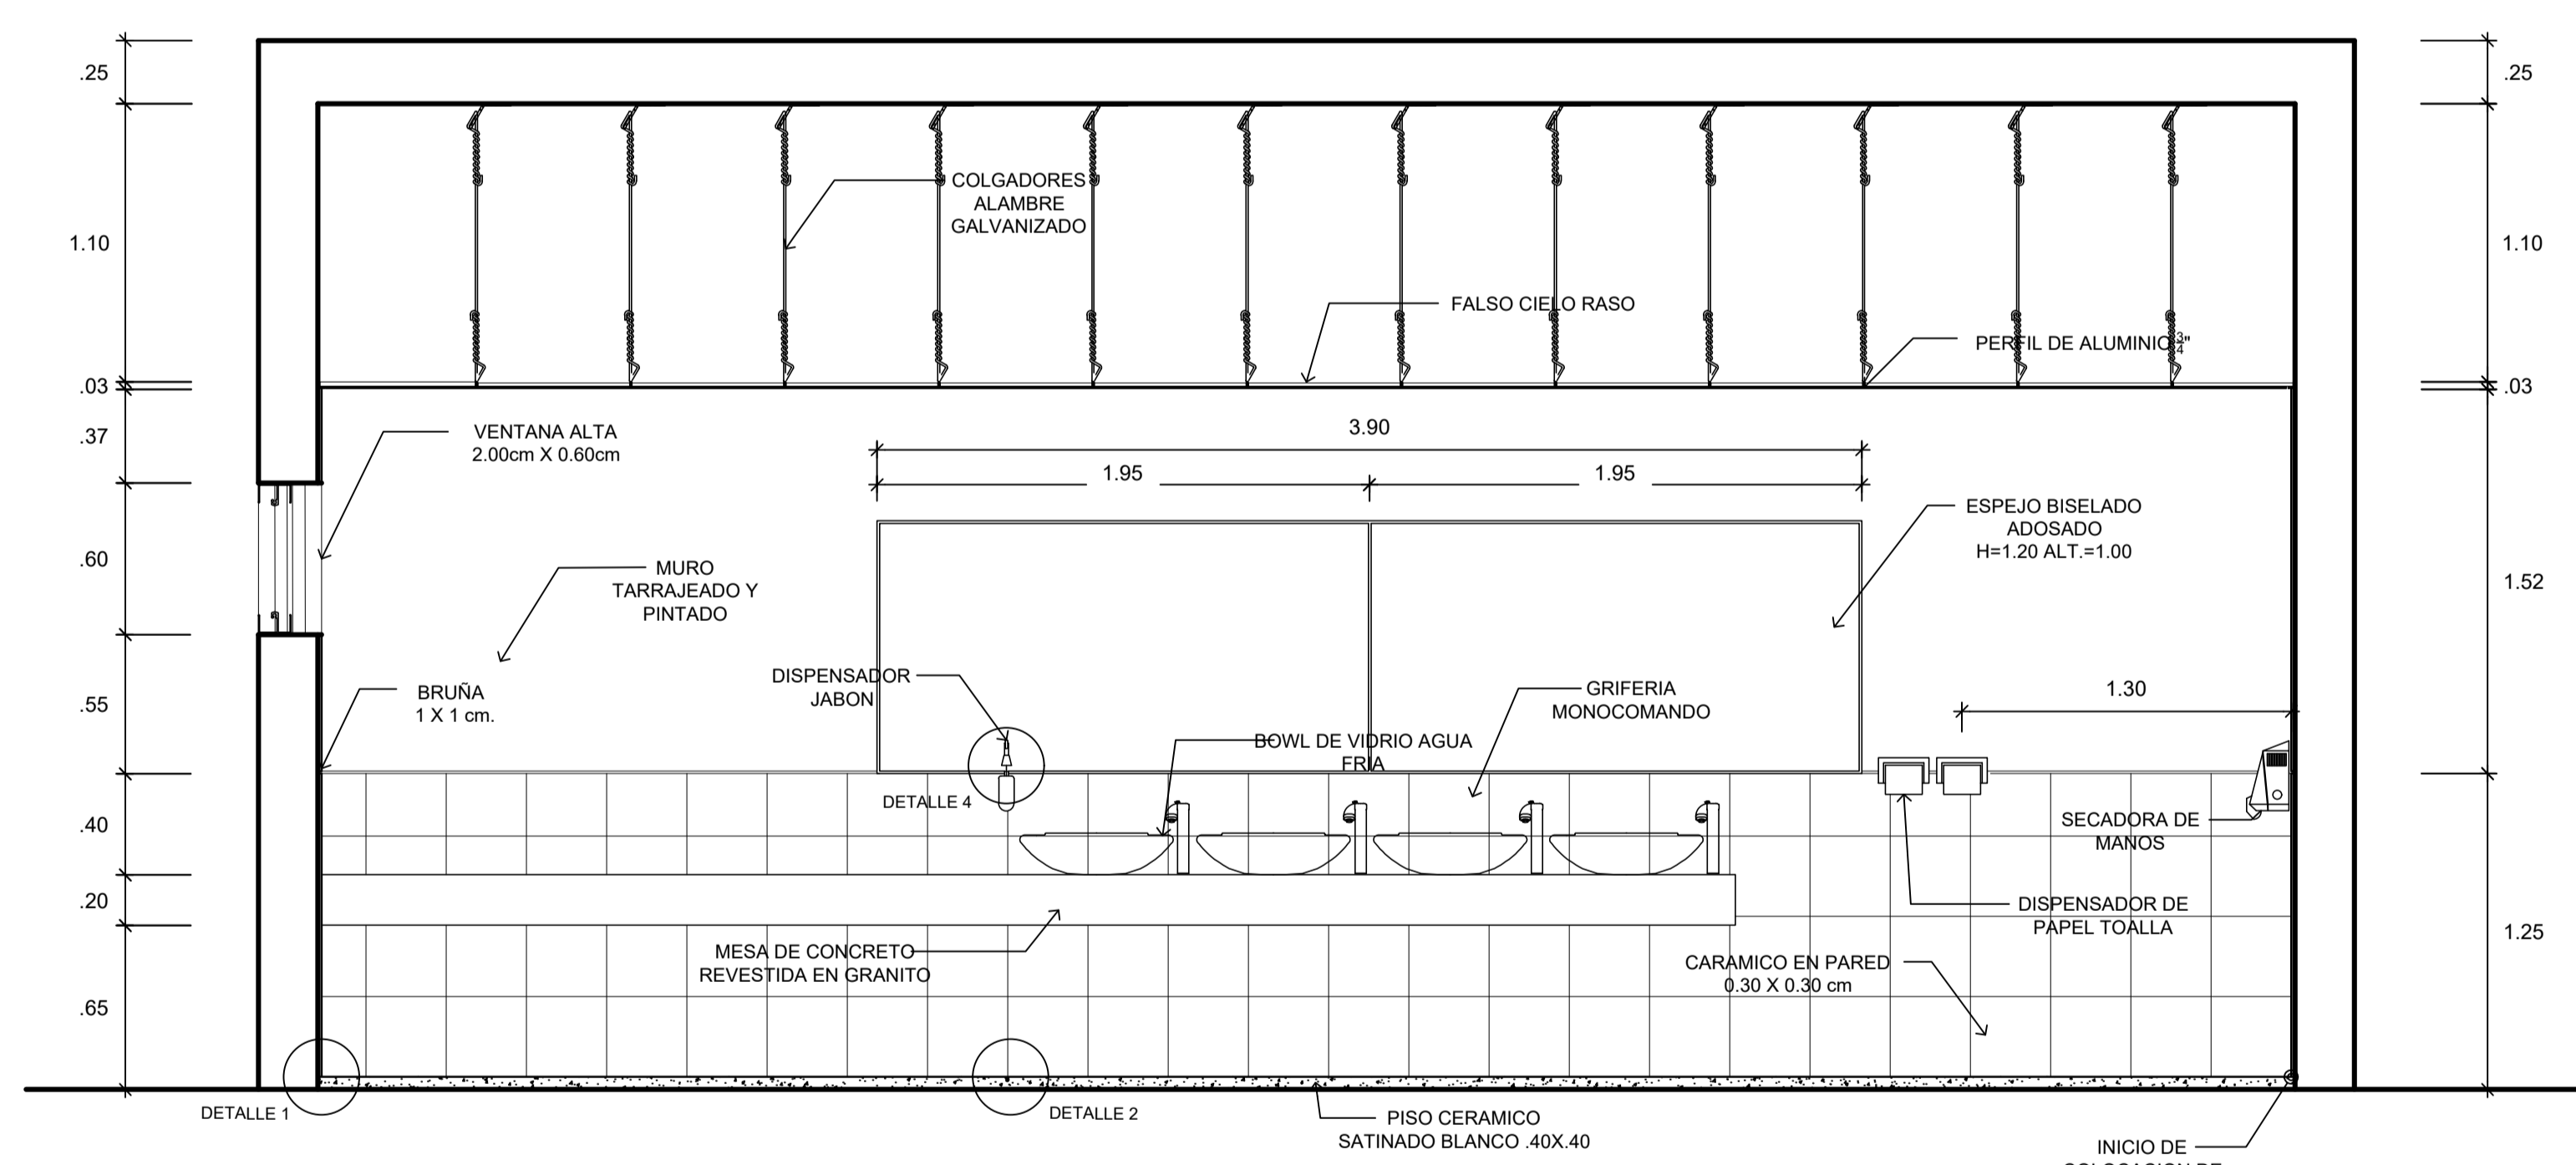 .25
.25
COLGADORES
ALAMBRE
GALVANIZADO
1.10
1.10
FALSO CIELO RASO
PERFIL DE ALUMINIO 3/4"
.03
.03
.37
VENTANA ALTA
2.00cm X 0.60cm
3.90
1.95
1.95
ESPEJO BISELADO
ADOSADO
H=1.20 ALT.=1.00
.60
MURO
TARRAJEADO Y
PINTADO
1.52
DISPENSADOR
JABON
GRIFERIA
MONOCOMANDO
1.30
BRUÑA
1 X 1 cm.
.55
BOWL DE VIDRIO AGUA
FRIA
DETALLE 4
.40
SECADORA DE
MANOS
.20
DISPENSADOR DE
PAPEL TOALLA
1.25
MESA DE CONCRETO
REVESTIDA EN GRANITO
CARAMICO EN PARED
0.30 X 0.30 cm
.65
DETALLE 1
DETALLE 2
PISO CERAMICO
SATINADO BLANCO .40X.40
INICIO DE